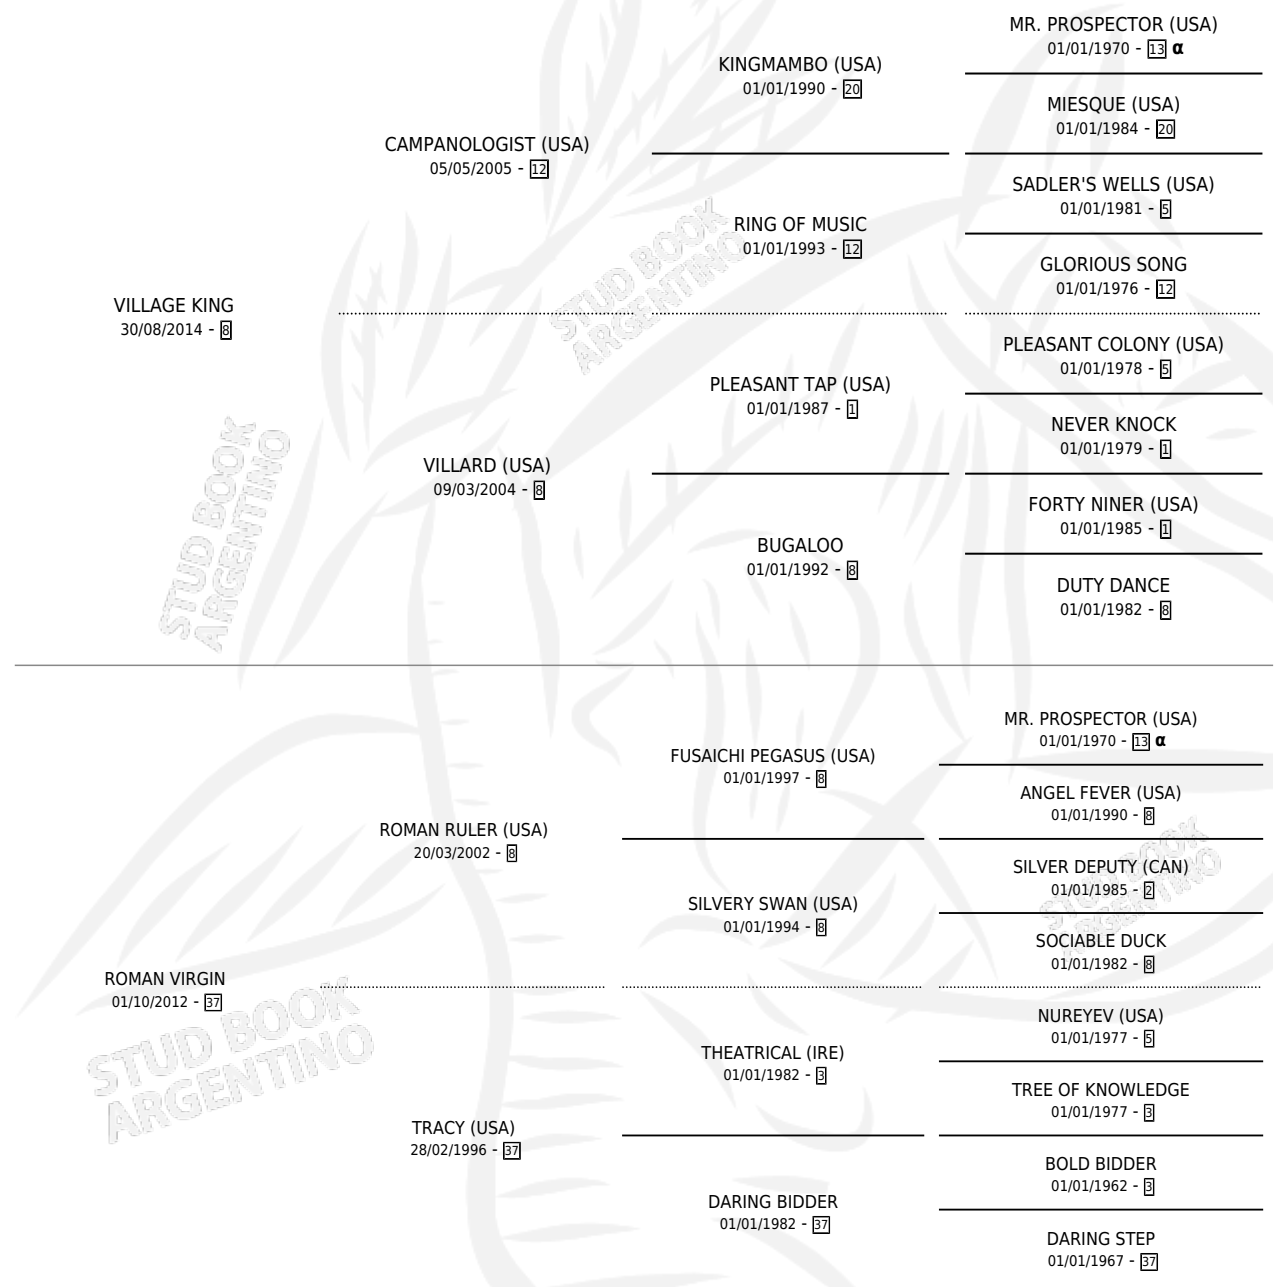 MR. PROSPECTOR (USA)
01/01/1970 - 13 α
KINGMAMBO (USA)
01/01/1990 - 20
MIESQUE (USA)
01/01/1984 - 20
CAMPANOLOGIST (USA)
05/05/2005 - 12
SADLER'S WELLS (USA)
01/01/1981 - 5
RING OF MUSIC
01/01/1993 - 12
GLORIOUS SONG
01/01/1976 - 12
VILLAGE KING
30/08/2014 - 8
PLEASANT COLONY (USA)
01/01/1978 - 5
PLEASANT TAP (USA)
01/01/1987 - 1
NEVER KNOCK
01/01/1979 - 1
VILLARD (USA)
09/03/2004 - 8
FORTY NINER (USA)
01/01/1985 - 1
BUGALOO
01/01/1992 - 8
DUTY DANCE
01/01/1982 - 8
MR. PROSPECTOR (USA)
01/01/1970 - 13 α
FUSAICHI PEGASUS (USA)
01/01/1997 - 8
ANGEL FEVER (USA)
01/01/1990 - 8
ROMAN RULER (USA)
20/03/2002 - 8
SILVER DEPUTY (CAN)
01/01/1985 - 2
SILVERY SWAN (USA)
01/01/1994 - 8
SOCIABLE DUCK
01/01/1982 - 8
ROMAN VIRGIN
01/10/2012 - 37
NUREYEV (USA)
01/01/1977 - 5
THEATRICAL (IRE)
01/01/1982 - 3
TREE OF KNOWLEDGE
01/01/1977 - 3
TRACY (USA)
28/02/1996 - 37
BOLD BIDDER
01/01/1962 - 3
DARING BIDDER
01/01/1982 - 37
DARING STEP
01/01/1967 - 37
STUD BOOK
ARGENTINO
STUD BOOK
ARGENTINO
STUD BOOK
ARGENTINO
STUD BOOK
ARGENTINO